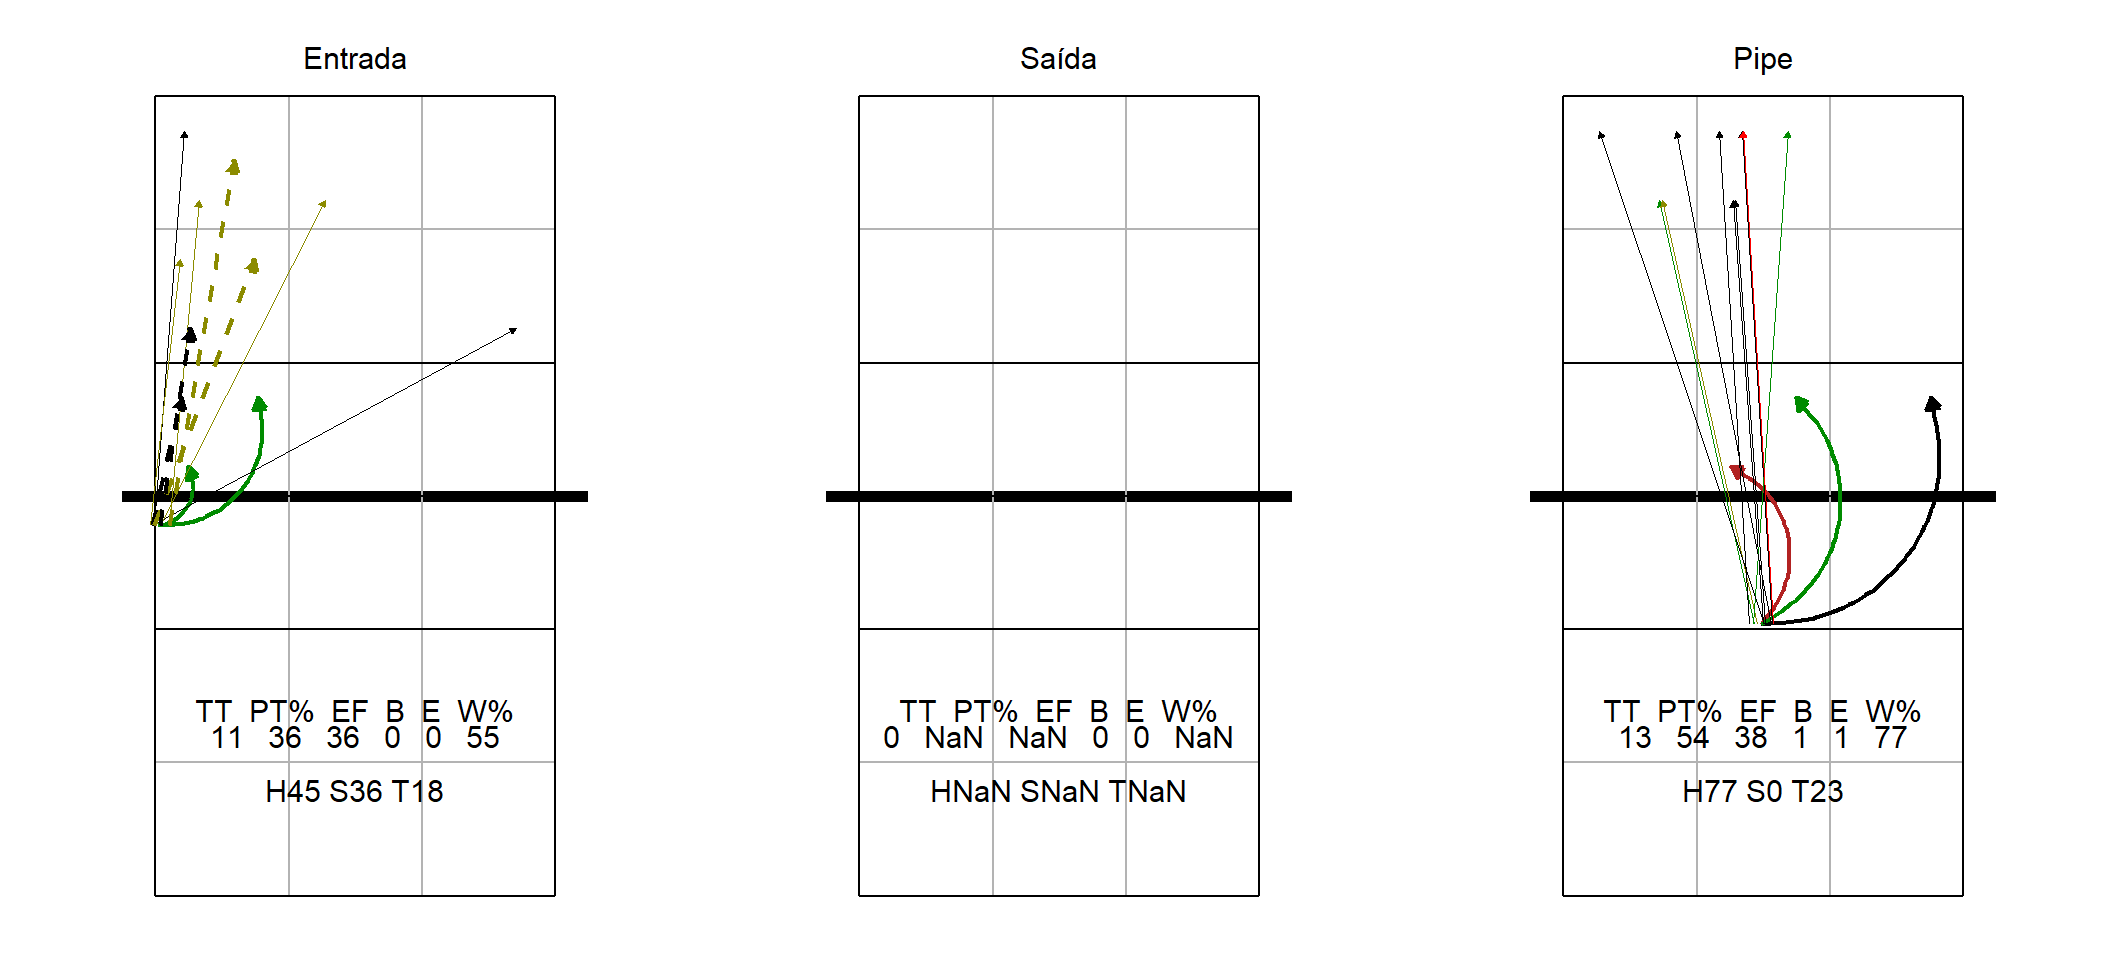 Entrada
TT PT% EF B E W%
11 36 36 0 0 55
H45 S36 T18
Saída
TT PT% EF B E W%
0 NaN NaN 0 0 NaN
HNaN SNaN TNaN
Pipe
TT PT% EF B E W%
13 54 38 1 1 77
H77 S0 T23